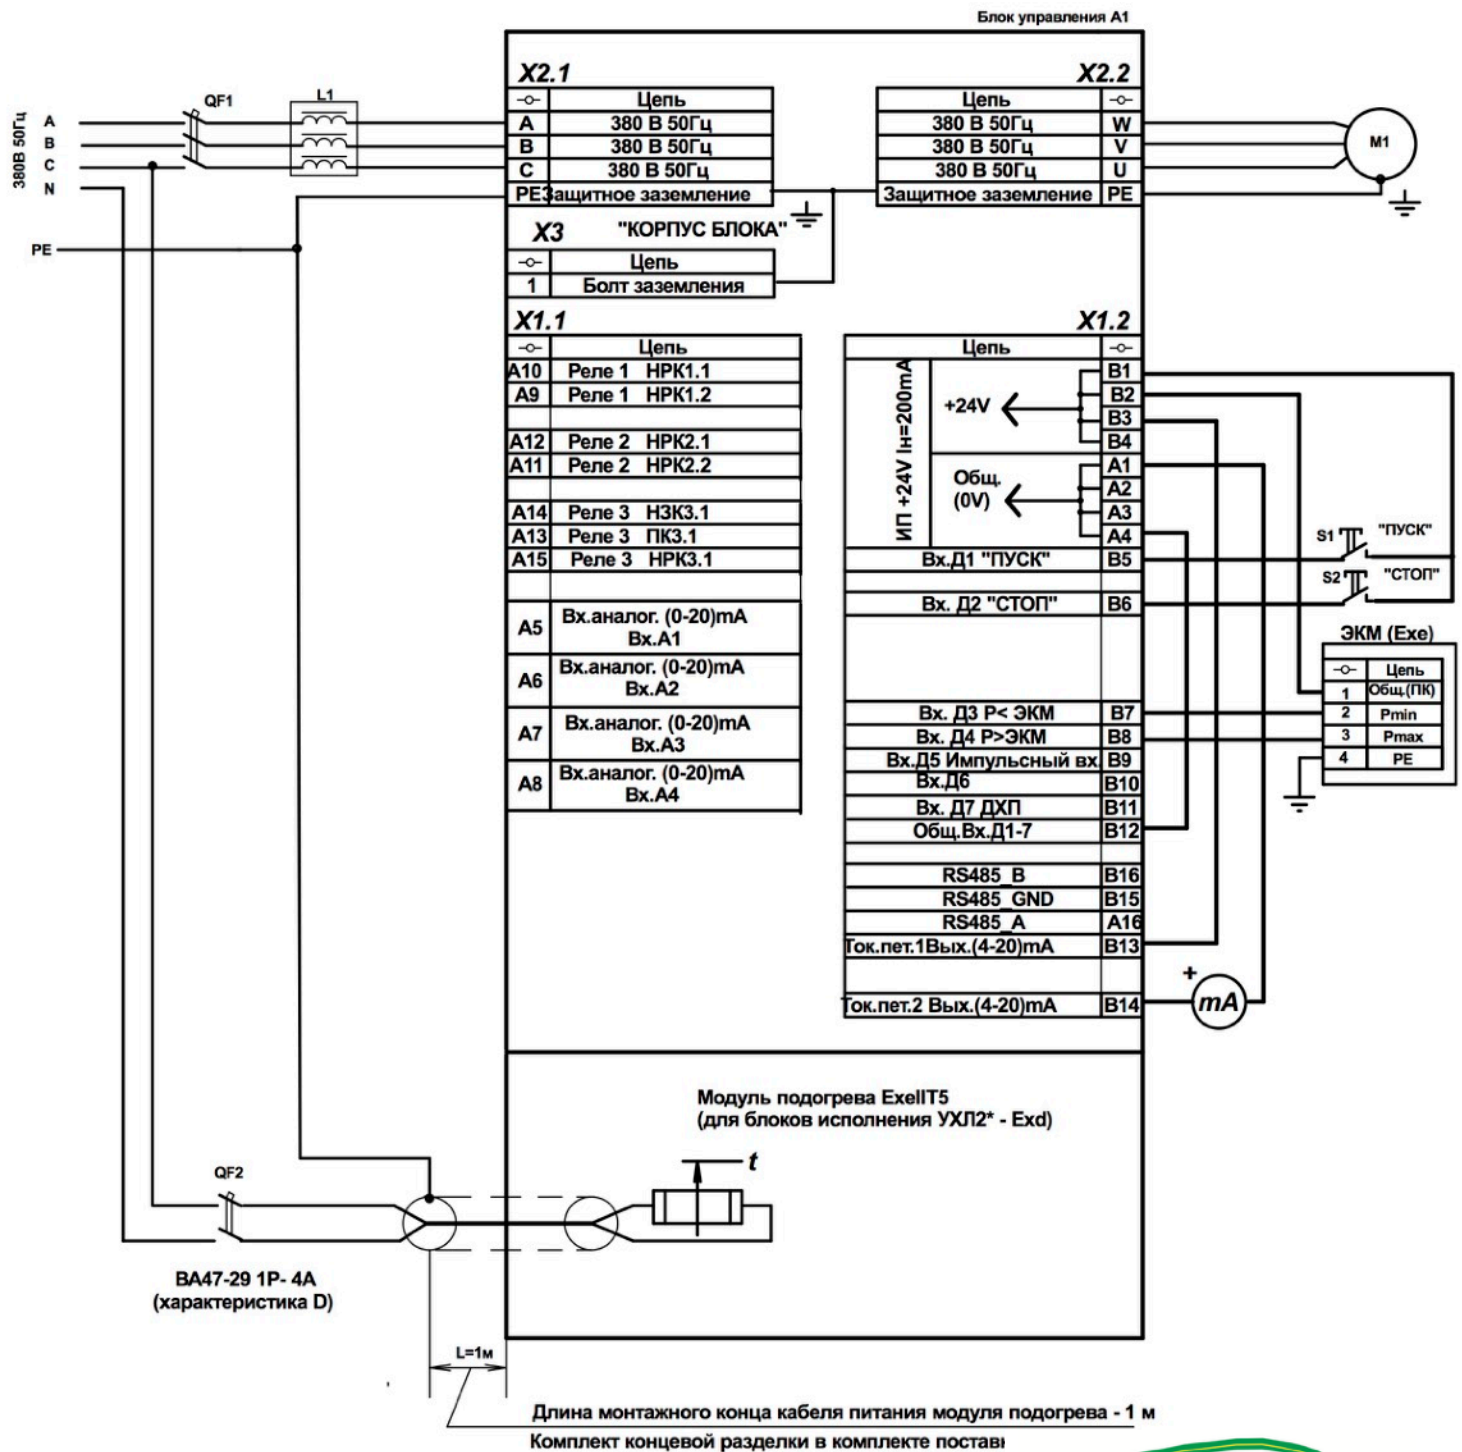 Блок управления А1
380В 50Гц
A
B
C
N
PE
QF1
L1
X2.1
Цепь
A 380 В 50Гц
B 380 В 50Гц
C 380 В 50Гц
PE Защитное заземление
X2.2
Цепь
380 В 50Гц W
380 В 50Гц V
380 В 50Гц U
Защитное заземление PE
M1
X3 "КОРПУС БЛОКА"
Цепь
1 Болт заземления
X1.1
Цепь
A10 Реле 1 НРК1.1
A9 Реле 1 НРК1.2
A12 Реле 2 НРК2.1
A11 Реле 2 НРК2.2
A14 Реле 3 НЗК3.1
A13 Реле 3 ПК3.1
A15 Реле 3 НРК3.1
A5 Вх.аналог. (0-20)mA
Вх.А1
A6 Вх.аналог. (0-20)mA
Вх.А2
A7 Вх.аналог. (0-20)mA
Вх.А3
A8 Вх.аналог. (0-20)mA
Вх.А4
X1.2
Цепь
ИП +24V Iн=200mA
+24V
B1
B2
B3
B4
Общ.
(0V)
A1
A2
A3
A4
Вх.Д1 "ПУСК" B5
Вх. Д2 "СТОП" B6
Вх. Д3 P< ЭКМ B7
Вх. Д4 P>ЭКМ B8
Вх.Д5 Импульсный вх. B9
Вх.Д6 B10
Вх. Д7 ДХП B11
Общ.Вх.Д1-7 B12
RS485_B B16
RS485_GND B15
RS485_A A16
Ток.пет.1Вых.(4-20)mA B13
Ток.пет.2 Вых.(4-20)mA B14
S1 "ПУСК"
S2 "СТОП"
ЭКМ (Exe)
Цепь
1 Общ.(ПК)
2 Pmin
3 Pmax
4 PE
+
mA
Модуль подогрева ExeIIT5
(для блоков исполнения УХЛ2* - Exd)
t
QF2
ВА47-29 1Р- 4А
(характеристика D)
L=1м
Длина монтажного конца кабеля питания модуля подогрева - 1 м
Комплект концевой разделки в комплекте